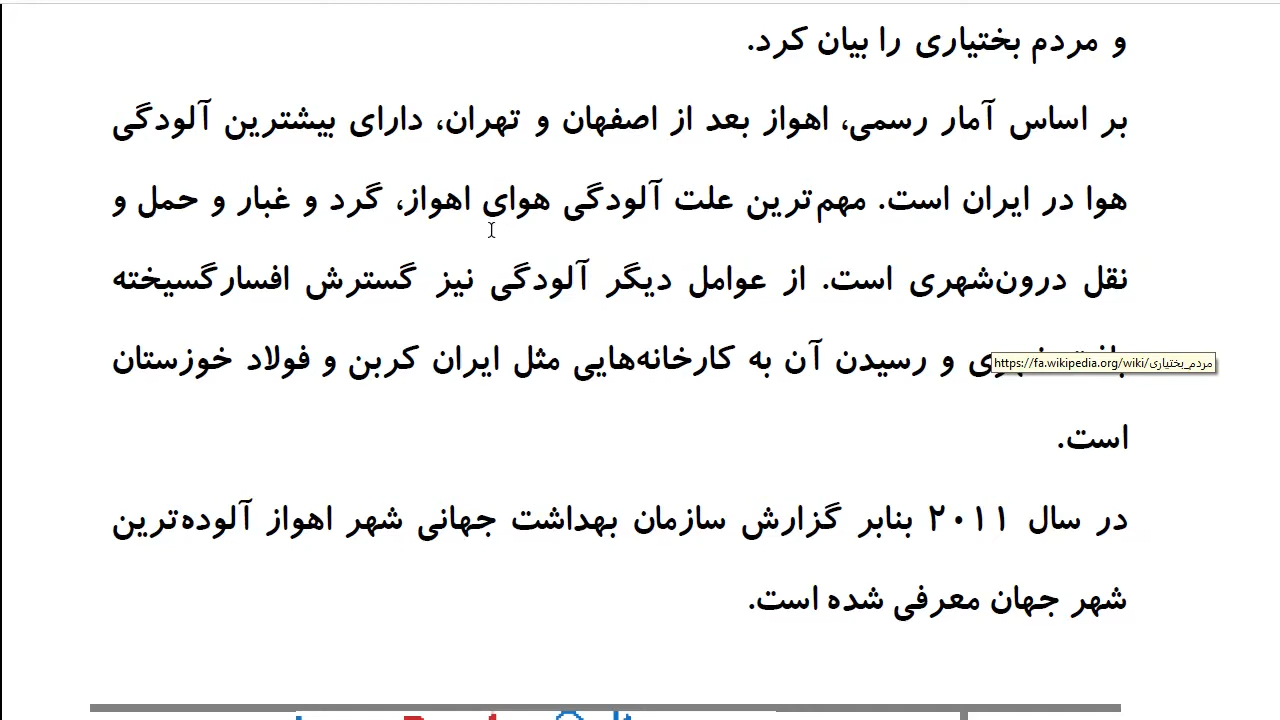 و مردم بختیاری را بیان کرد.
بر اساس آمار رسمی، اهواز بعد از اصفهان و تهران، دارای بیشترین آلودگی
هوا در ایران است. مهم‌ترین علت آلودگی هوای اهواز، گرد و غبار و حمل و
نقل درون‌شهری است. از عوامل دیگر آلودگی نیز گسترش افسارگسیخته
و رسیدن آن به کارخانه‌هایی مثل ایران کربن و فولاد خوزستان
https://fa.wikipedia.org/wiki/مردم_بختیاری
است.
در سال ۲۰۱۱ بنابر گزارش سازمان بهداشت جهانی شهر اهواز آلوده‌ترین
شهر جهان معرفی شده است.